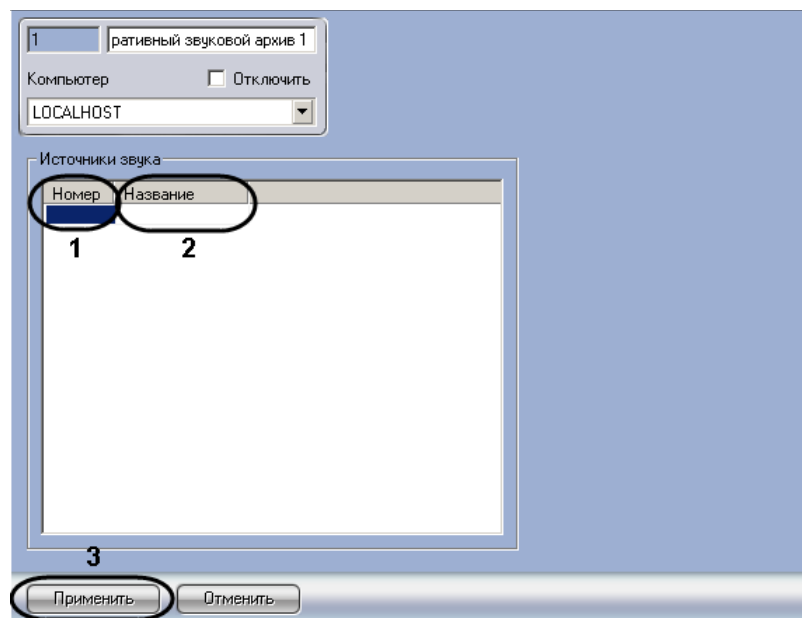 1 ративный звуковой архив 1
Компьютер Отключить
LOCALHOST
Источники звука
Номер Название
1 2
3
Применить Отменить